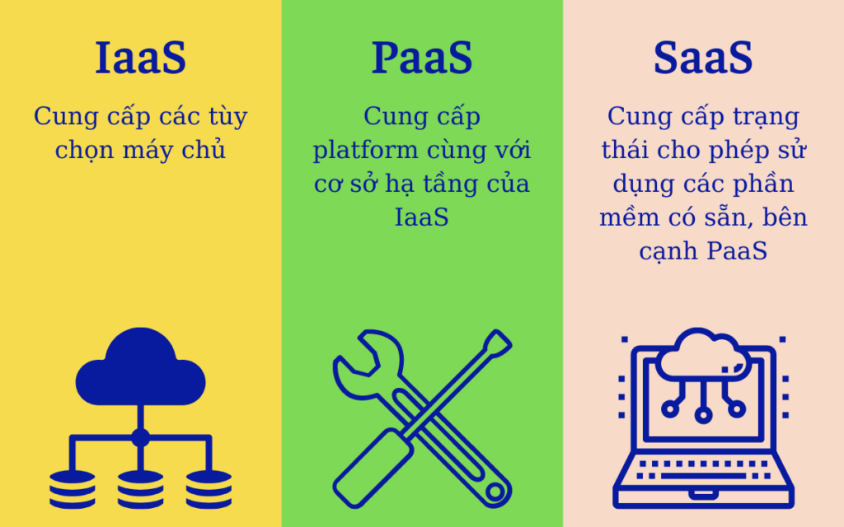 IaaS
Cung cấp các tùy
chọn máy chủ
PaaS
Cung cấp
platform cùng với
cơ sở hạ tầng của
IaaS
SaaS
Cung cấp trạng
thái cho phép sử
dụng các phần
mềm có sẵn, bên
cạnh PaaS